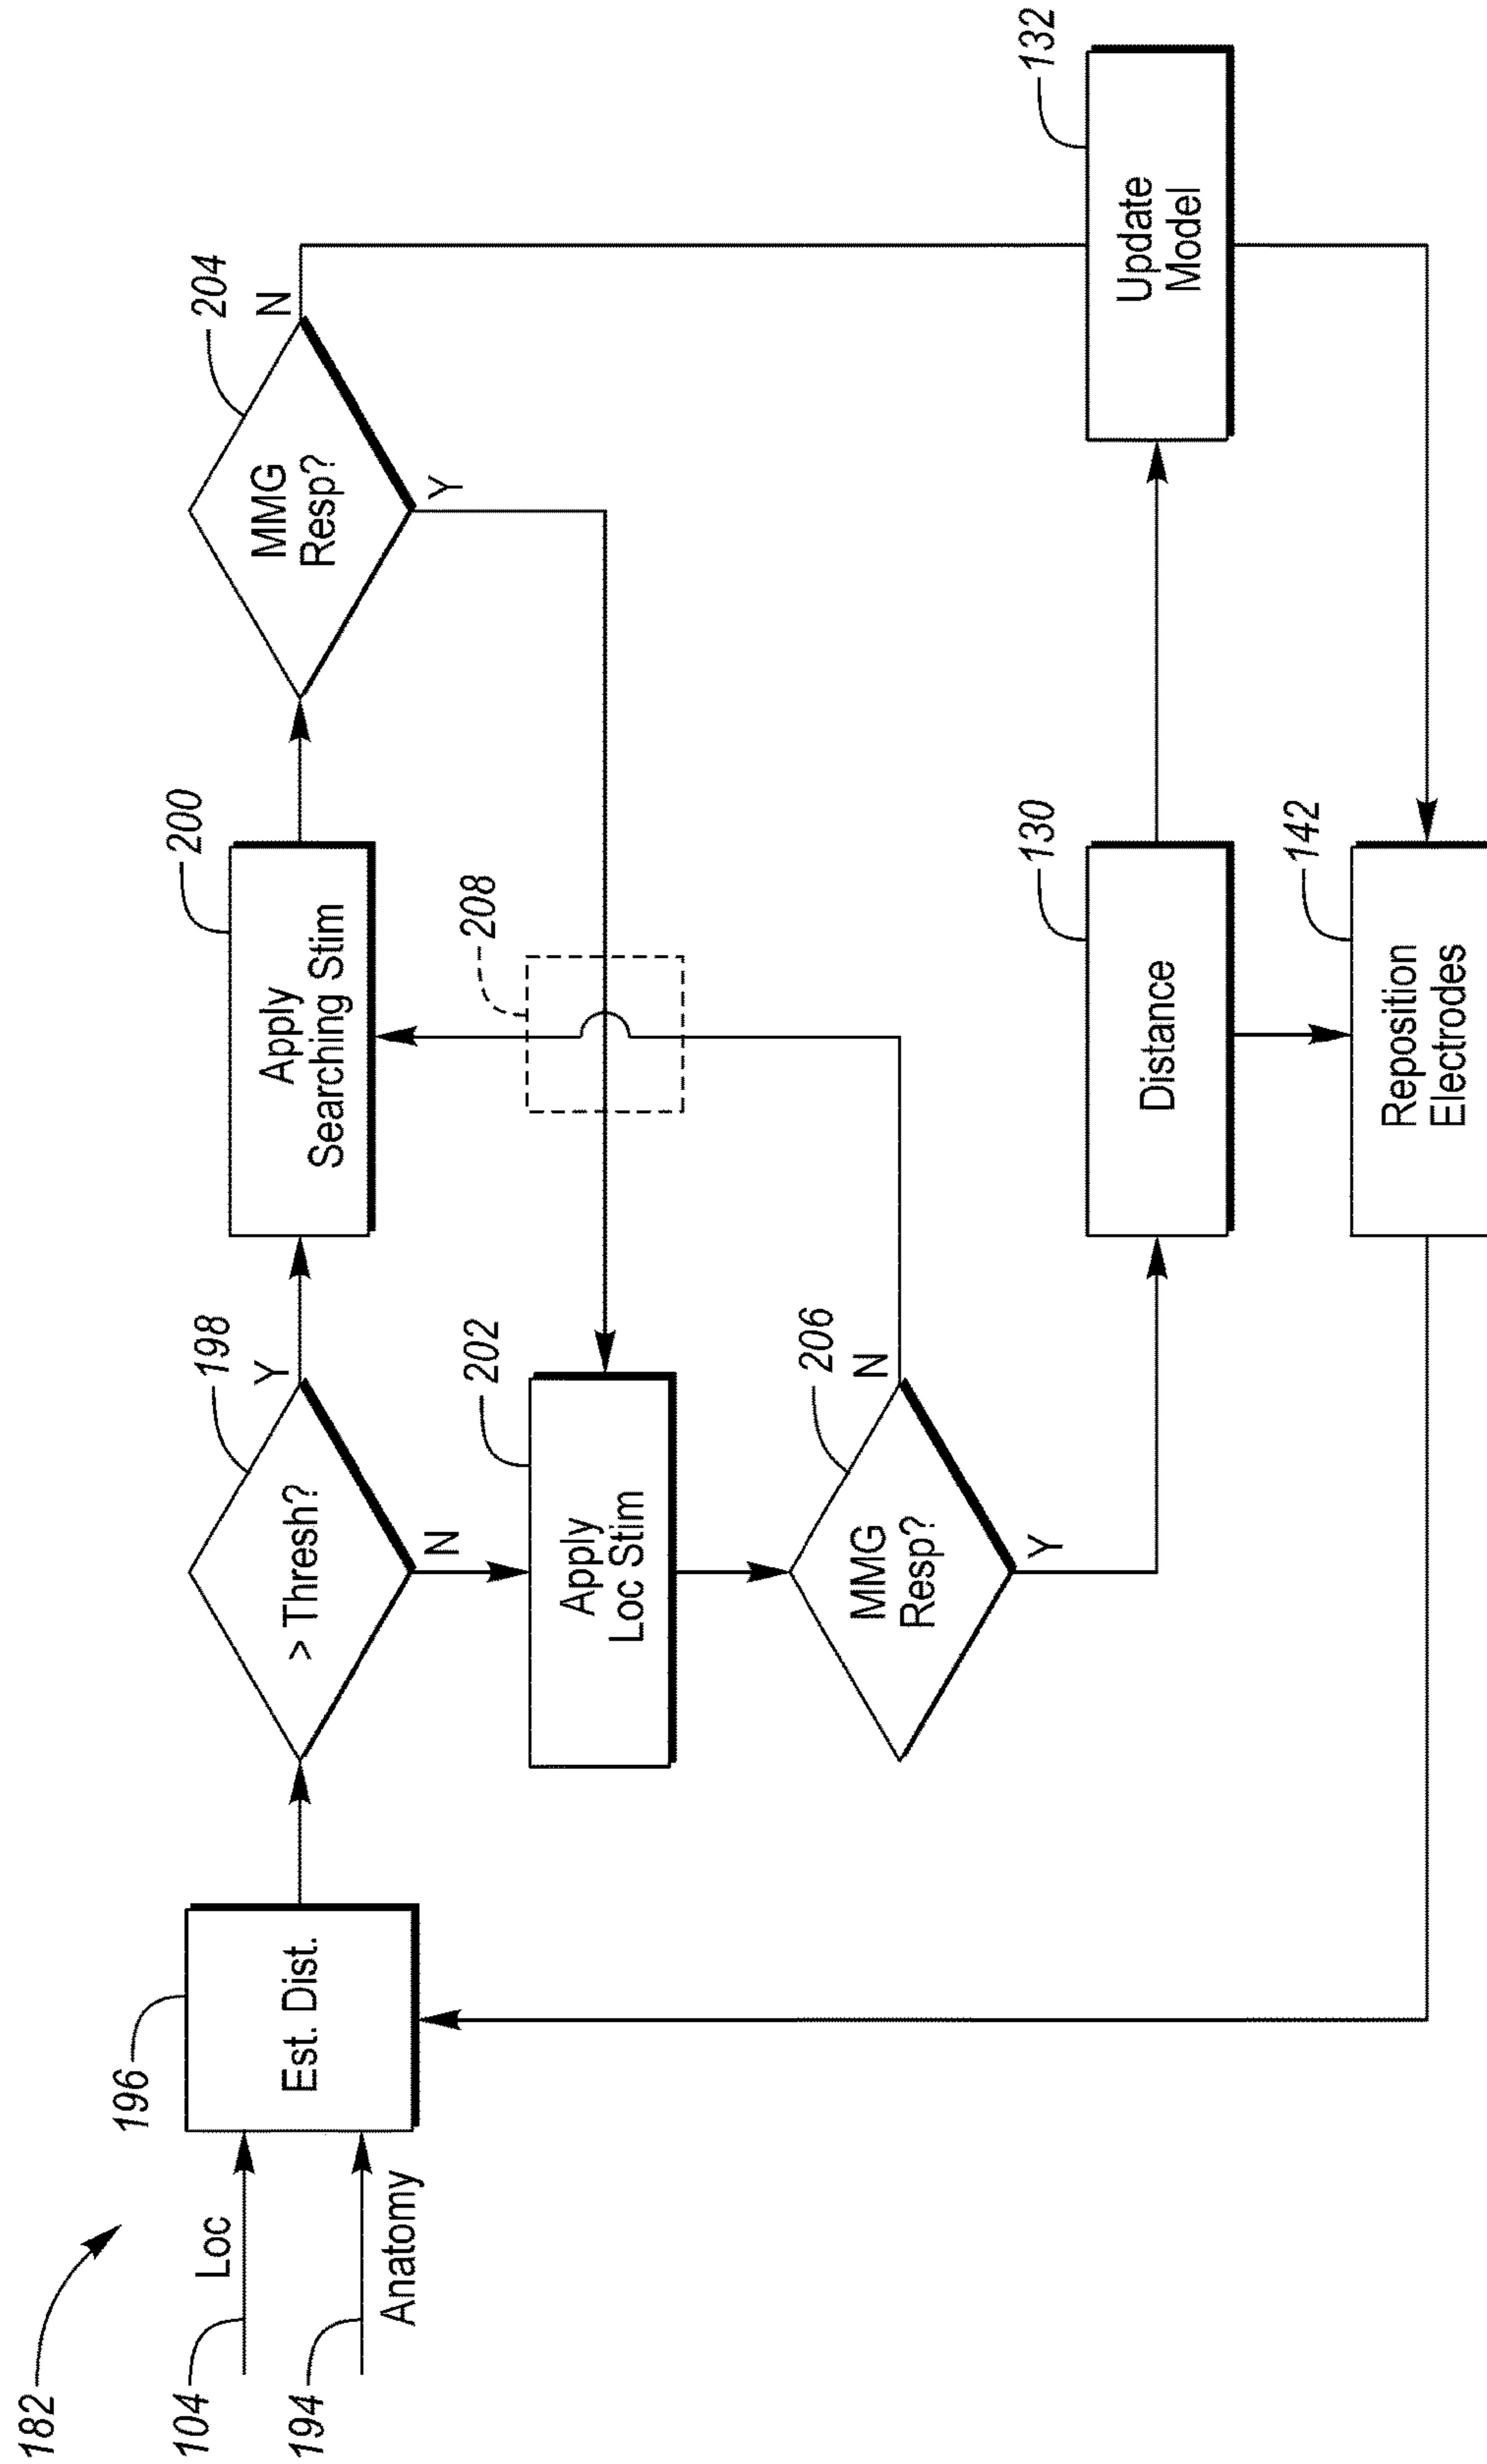 182
104
Loc
194
Anatomy
196
Est. Dist.
198
> Thresh?
Y
N
200
Apply
Searching Stim
204
MMG
Resp?
N
Y
202
Apply
Loc Stim
208
206
MMG
Resp?
N
Y
130
Distance
132
Update
Model
142
Reposition
Electrodes